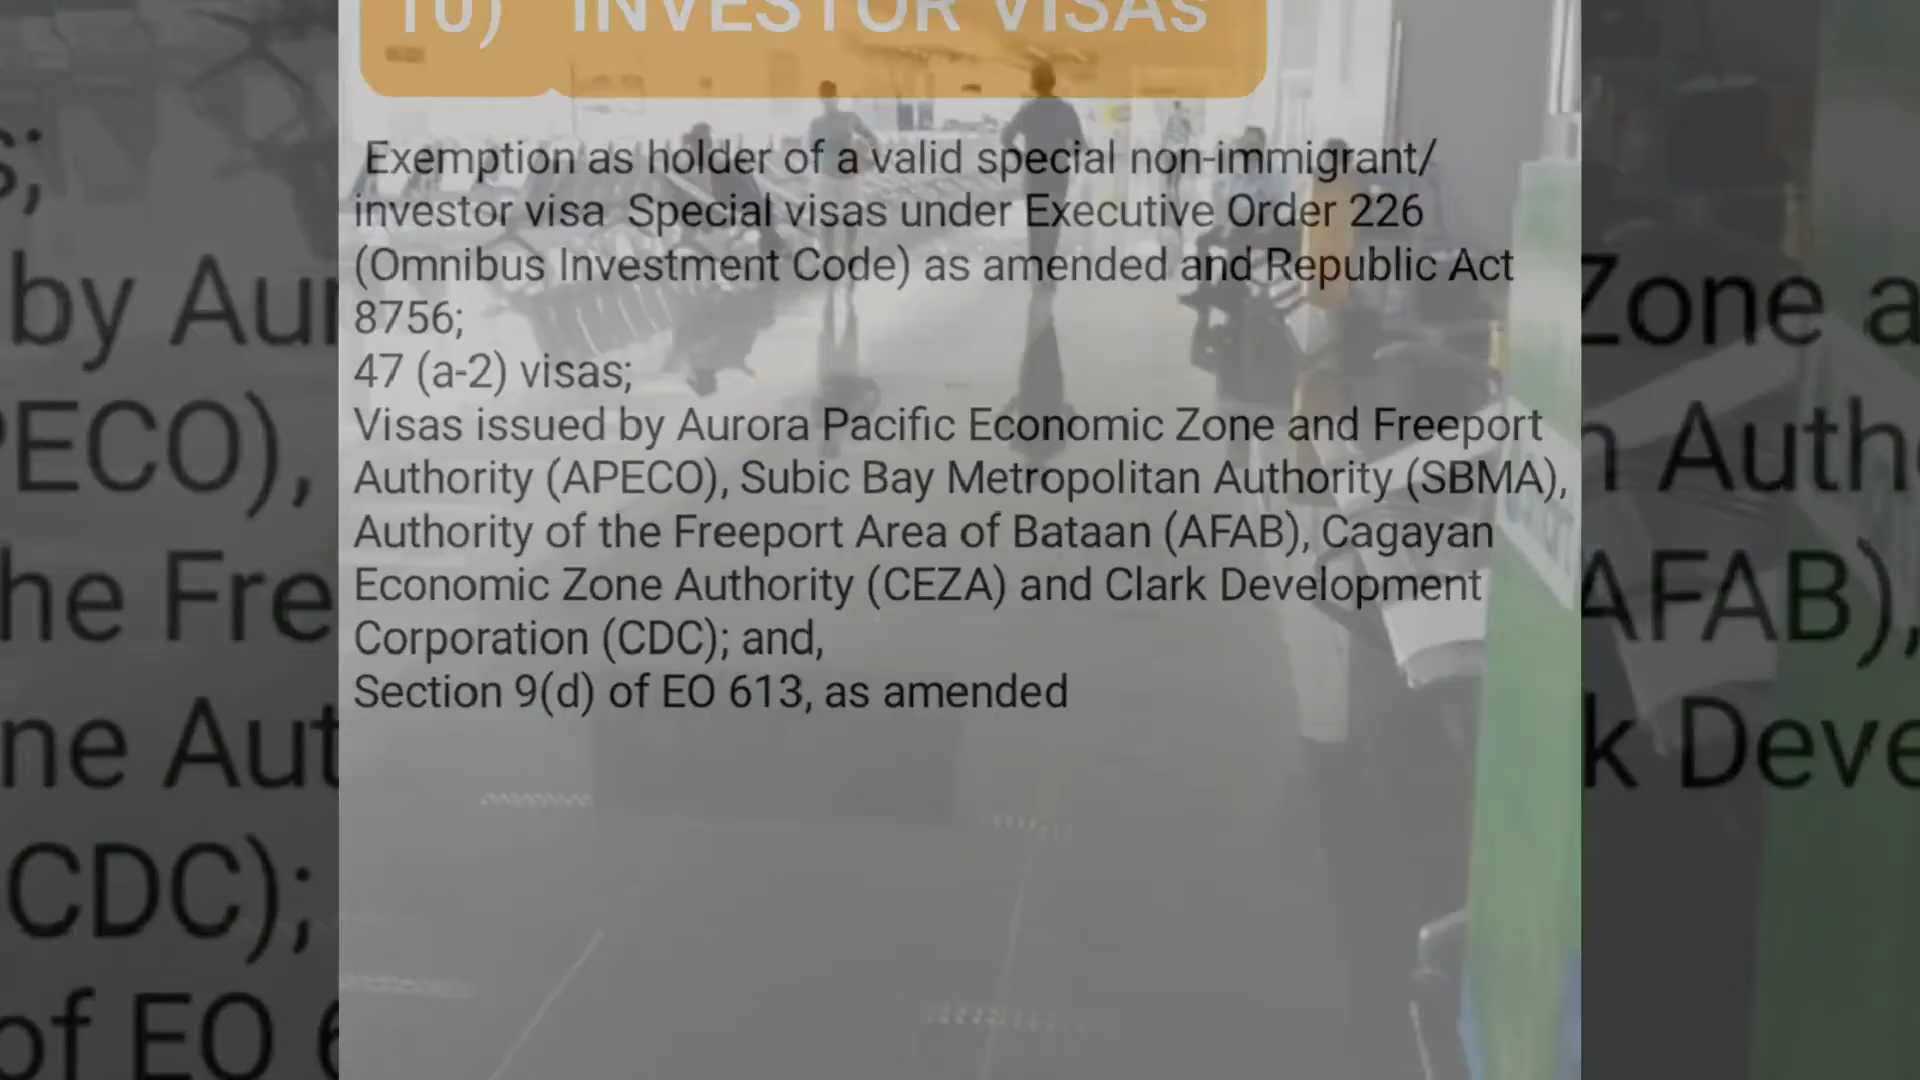 10) INVESTOR VISAs
Exemption as holder of a valid special non-immigrant/
investor visa Special visas under Executive Order 226
(Omnibus Investment Code) as amended and Republic Act
8756;
47 (a-2) visas;
Visas issued by Aurora Pacific Economic Zone and Freeport
Authority (APECO), Subic Bay Metropolitan Authority (SBMA),
Authority of the Freeport Area of Bataan (AFAB), Cagayan
Economic Zone Authority (CEZA) and Clark Development
Corporation (CDC); and,
Section 9(d) of EO 613, as amended